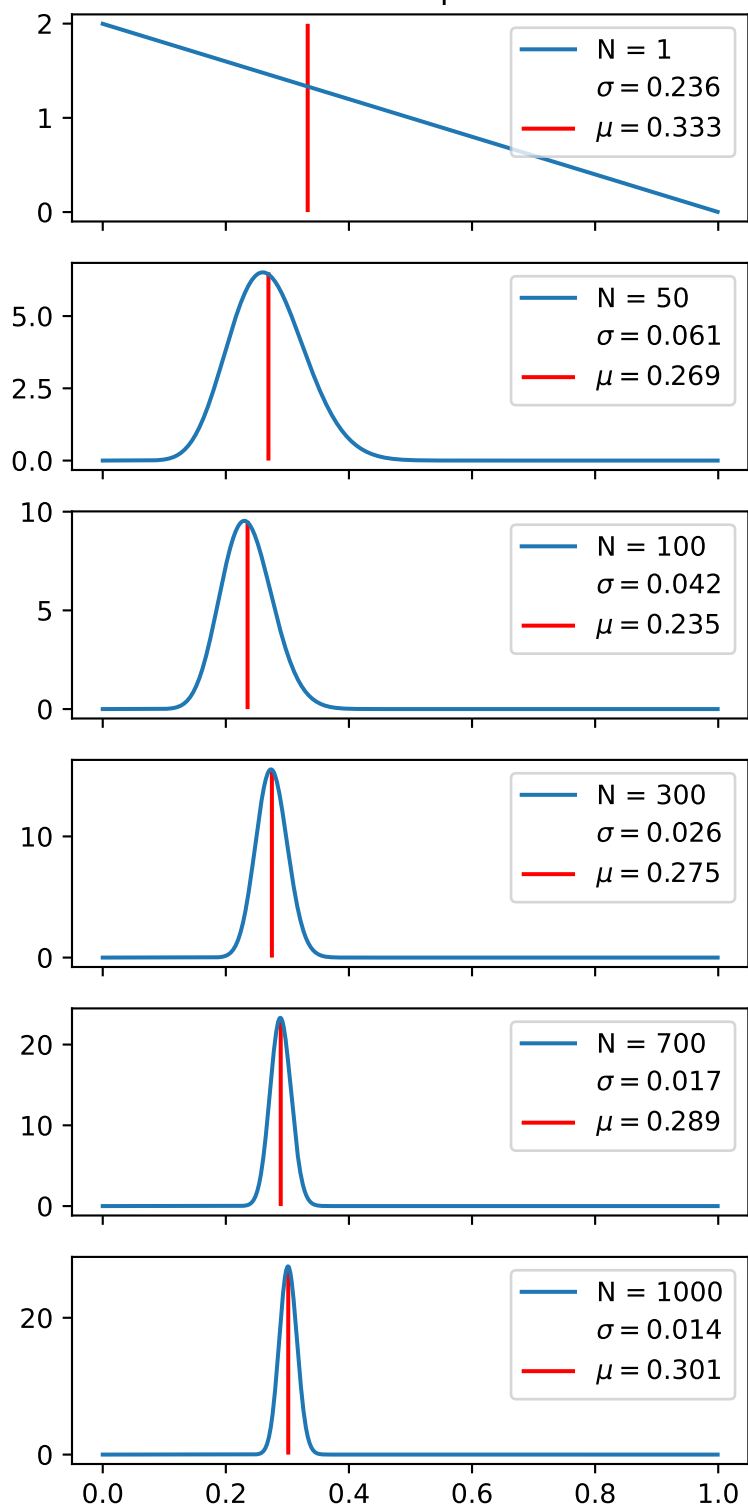 2
1
0
N = 1
σ = 0.236
μ = 0.333
5.0
2.5
0.0
N = 50
σ = 0.061
μ = 0.269
10
5
0
N = 100
σ = 0.042
μ = 0.235
10
0
N = 300
σ = 0.026
μ = 0.275
20
10
0
N = 700
σ = 0.017
μ = 0.289
20
0
N = 1000
σ = 0.014
μ = 0.301
0.0 0.2 0.4 0.6 0.8 1.0